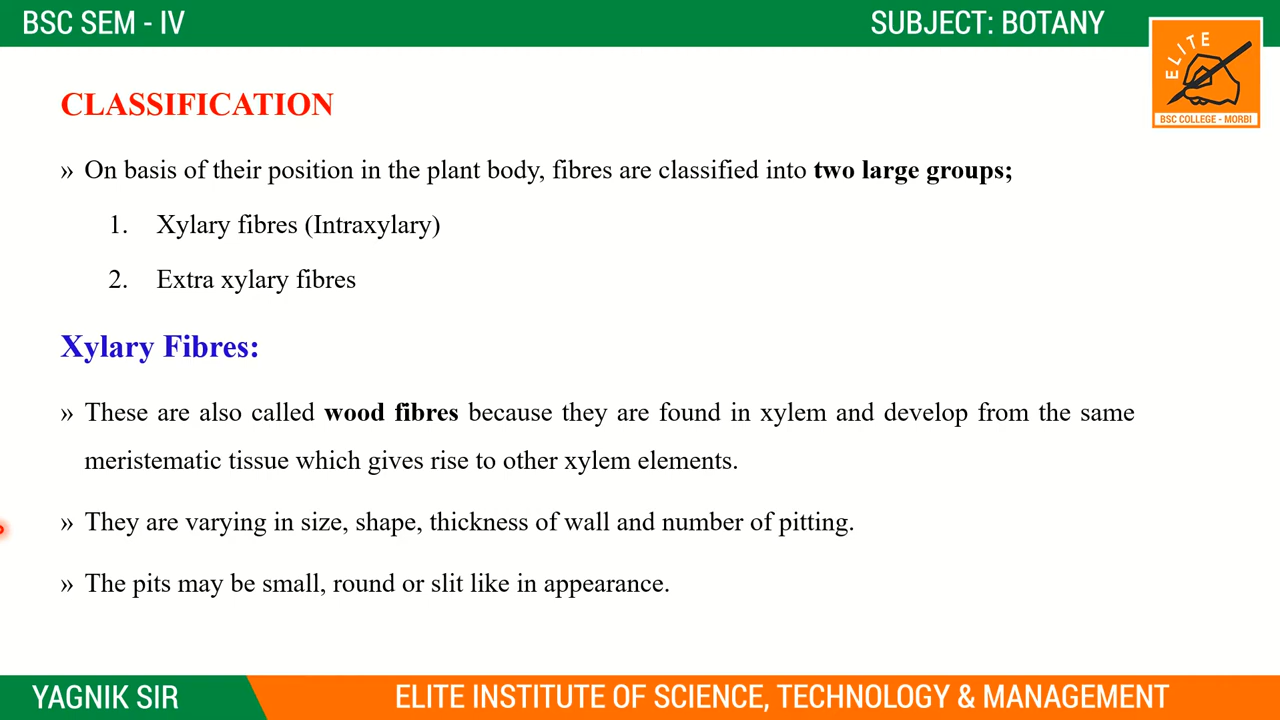 BSC SEM - IV
SUBJECT: BOTANY
ELITE
BSC COLLEGE - MORBI
CLASSIFICATION
» On basis of their position in the plant body, fibres are classified into two large groups;
1. Xylary fibres (Intraxylary)
2. Extra xylary fibres
Xylary Fibres:
» These are also called wood fibres because they are found in xylem and develop from the same
meristematic tissue which gives rise to other xylem elements.
» They are varying in size, shape, thickness of wall and number of pitting.
» The pits may be small, round or slit like in appearance.
YAGNIK SIR
ELITE INSTITUTE OF SCIENCE, TECHNOLOGY & MANAGEMENT